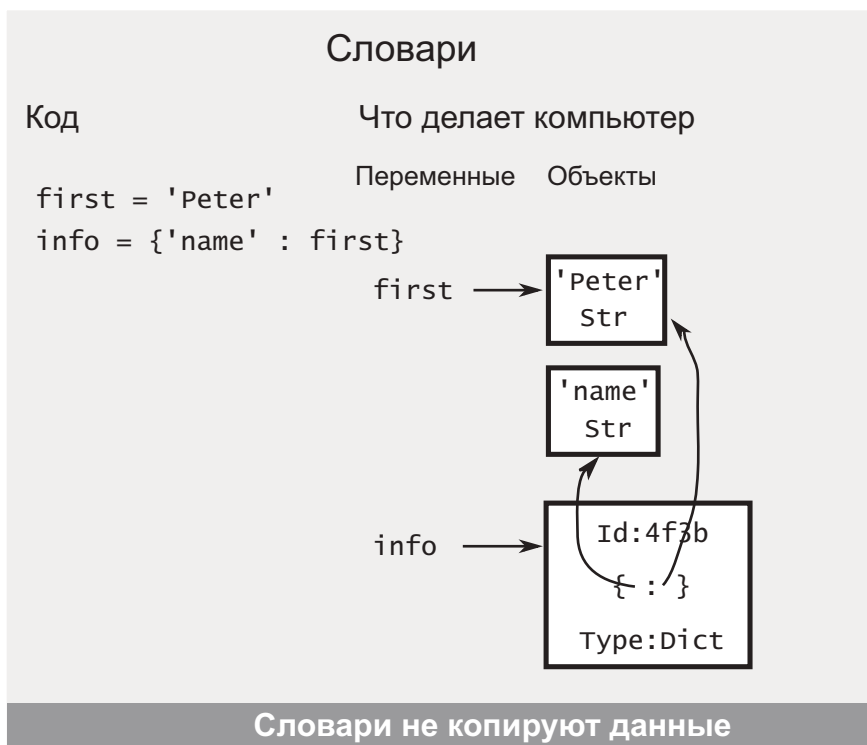 Словари
Код
Что делает компьютер
Переменные Объекты
first = 'Peter'
info = {'name' : first}
first
'Peter'
Str
'name'
Str
info
Id:4f3b
{ : }
Type:Dict
Словари не копируют данные